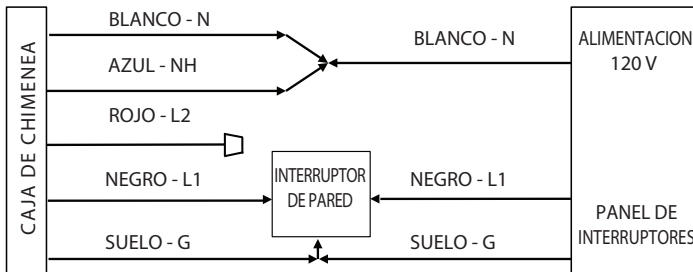 CAJA DE CHIMENEA
BLANCO - N
AZUL - NH
ROJO - L2
NEGRO - L1
SUELO - G
INTERRUPTOR
DE PARED
BLANCO - N
NEGRO - L1
SUELO - G
ALIMENTACION
120 V
PANEL DE
INTERRUPTORES